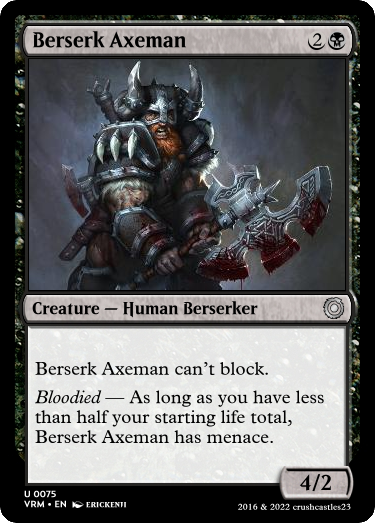 Berserk Axeman 2
Creature — Human Berserker
Berserk Axeman can't block.
Bloodied — As long as you have less
than half your starting life total,
Berserk Axeman has menace.
4/2
U 0075
VRM • EN ERICKENJI
2016 & 2022 crushcastles23